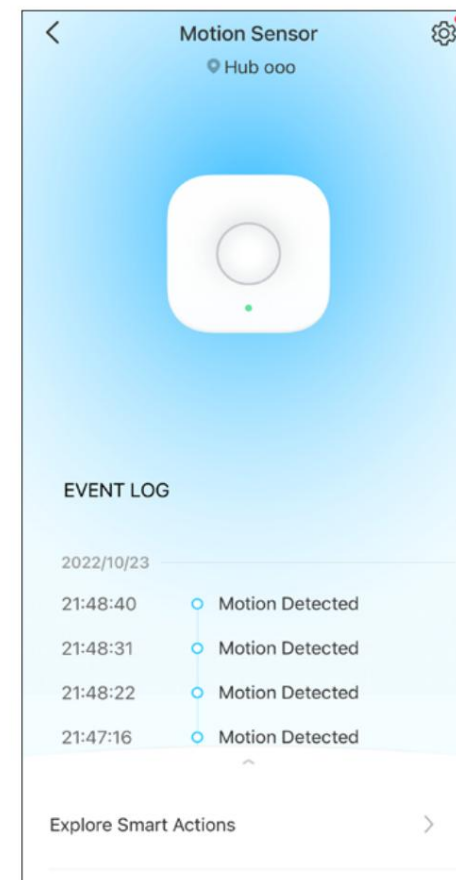 Motion Sensor
Hub ooo
EVENT LOG
2022/10/23
21:48:40 Motion Detected
21:48:31 Motion Detected
21:48:22 Motion Detected
21:47:16 Motion Detected
Explore Smart Actions